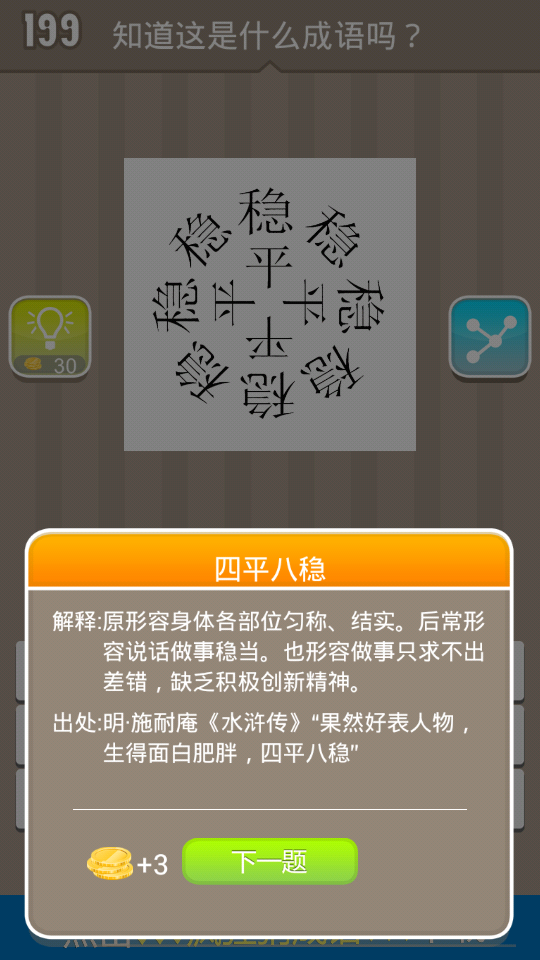 199 知道这是什么成语吗？
稳
稳 稳
平
稳 平 平 稳
平
稳 稳
稳
30
四平八稳
解释:原形容身体各部位匀称、结实。后常形
容说话做事稳当。也形容做事只求不出
差错，缺乏积极创新精神。
出处:明·施耐庵《水浒传》“果然好表人物，
生得面白肥胖，四平八稳”
+3 下一题